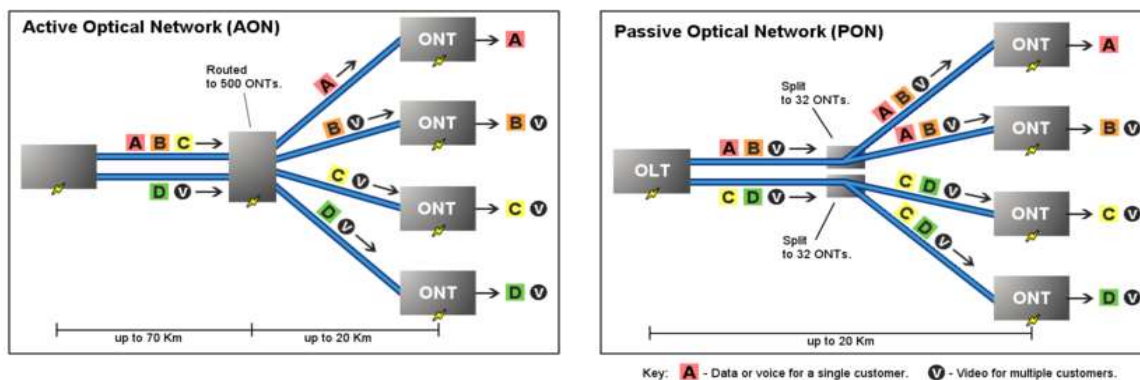 Active Optical Network (AON)
Routed
to 500 ONTs.
A B C
D V
A
B V
C V
D V
ONT
A
ONT
B V
ONT
C V
ONT
D V
up to 70 Km
up to 20 Km
Passive Optical Network (PON)
Split
to 32 ONTs.
OLT
A B V
C D V
A B V
A B V
C D V
C D V
Split
to 32 ONTs.
ONT
A
ONT
B V
ONT
C V
ONT
D V
up to 20 Km
Key: A - Data or voice for a single customer. V - Video for multiple customers.